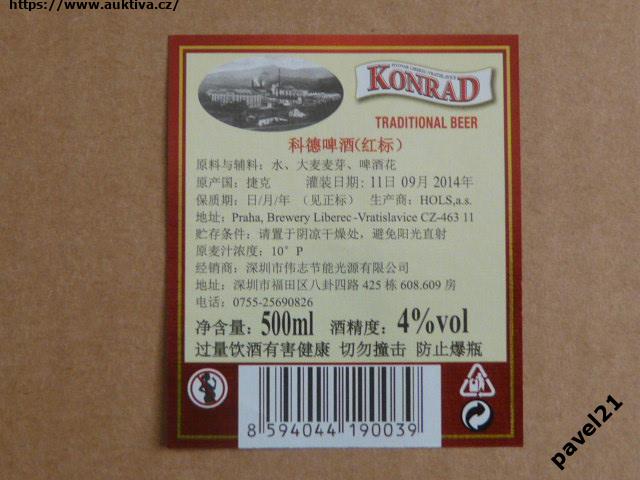 https://www.auktiva.cz/
PIVOVAR LIBEREC-VRATISLAVICE
KONRAD
TRADITIONAL BEER
科德啤酒(红标)
原料与辅料: 水、大麦麦芽、啤酒花
原产国: 捷克 灌装日期: 11日 09月 2014年
保质期: 日/月/年 (见正标) 生产商: HOLS,a.s.
地址: Praha, Brewery Liberec-Vratislavice CZ-463 11
贮存条件: 请置于阴凉干燥处, 避免阳光直射
原麦汁浓度: 10° P
经销商: 深圳市伟志节能光源有限公司
地址: 深圳市福田区八卦四路 425 栋 608.609 房
电话: 0755-25690826
净含量: 500ml 酒精度: 4%vol
过量饮酒有害健康 切勿撞击 防止爆瓶
8 594044 190039
pavel21